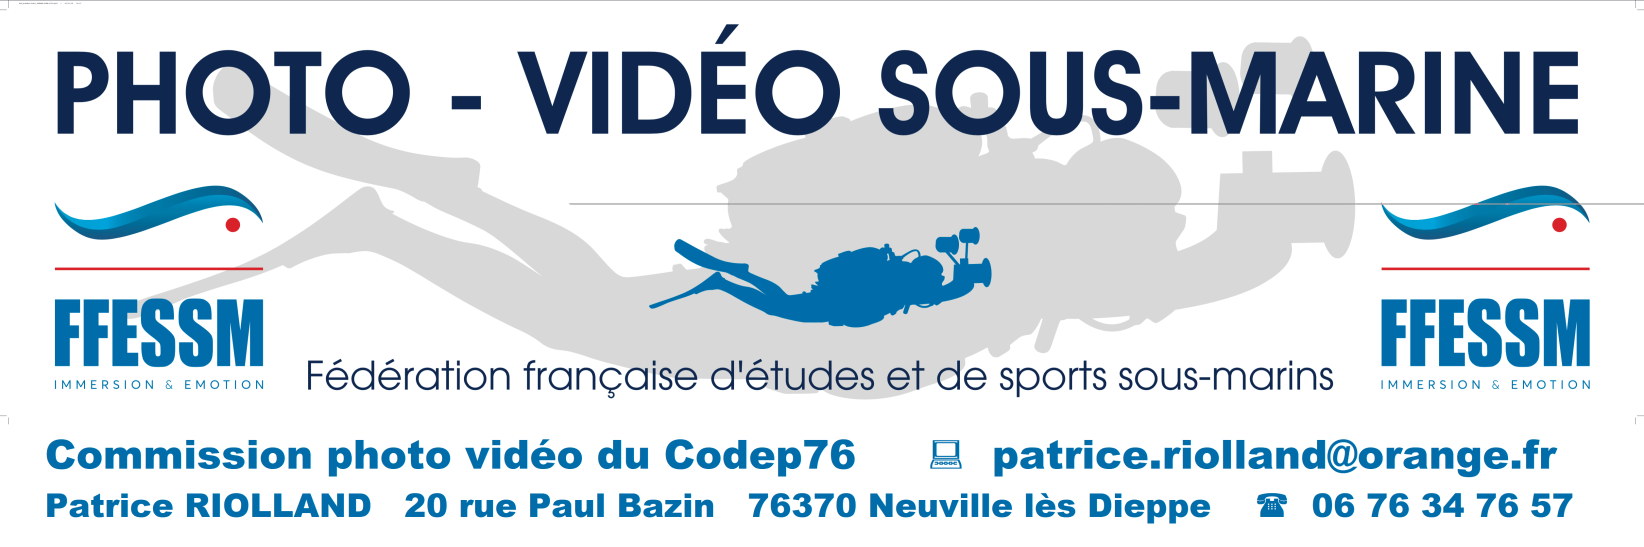 PHOTO - VIDÉO SOUS-MARINE
FFESSM
IMMERSION & EMOTION
FFESSM
IMMERSION & EMOTION
Fédération française d'études et de sports sous-marins
Commission photo vidéo du Codep76 patrice.riolland@orange.fr
Patrice RIOLLAND 20 rue Paul Bazin 76370 Neuville lès Dieppe 06 76 34 76 57